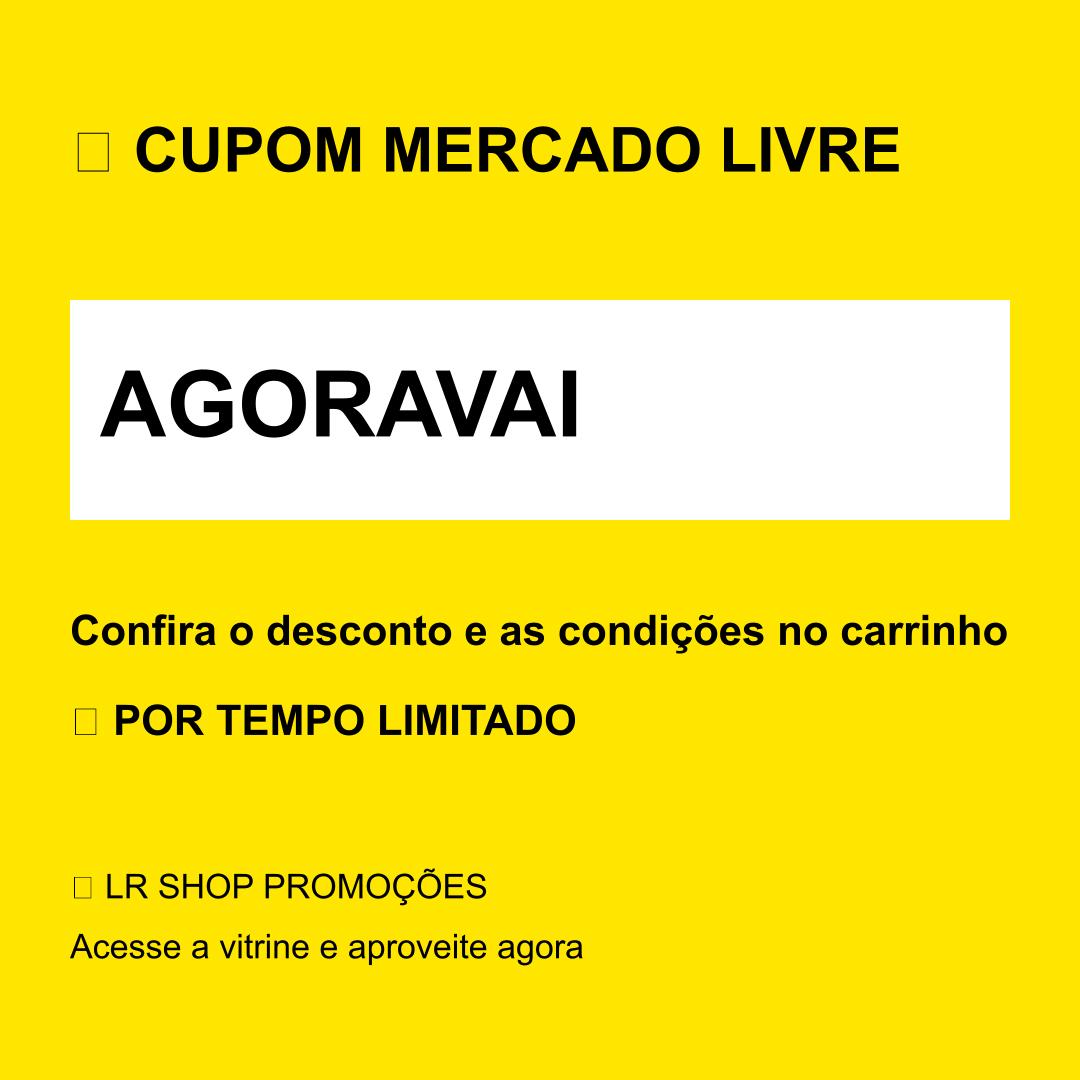 CUPOM MERCADO LIVRE
AGORAVAI
Confira o desconto e as condições no carrinho
POR TEMPO LIMITADO
LR SHOP PROMOÇÕES
Acesse a vitrine e aproveite agora